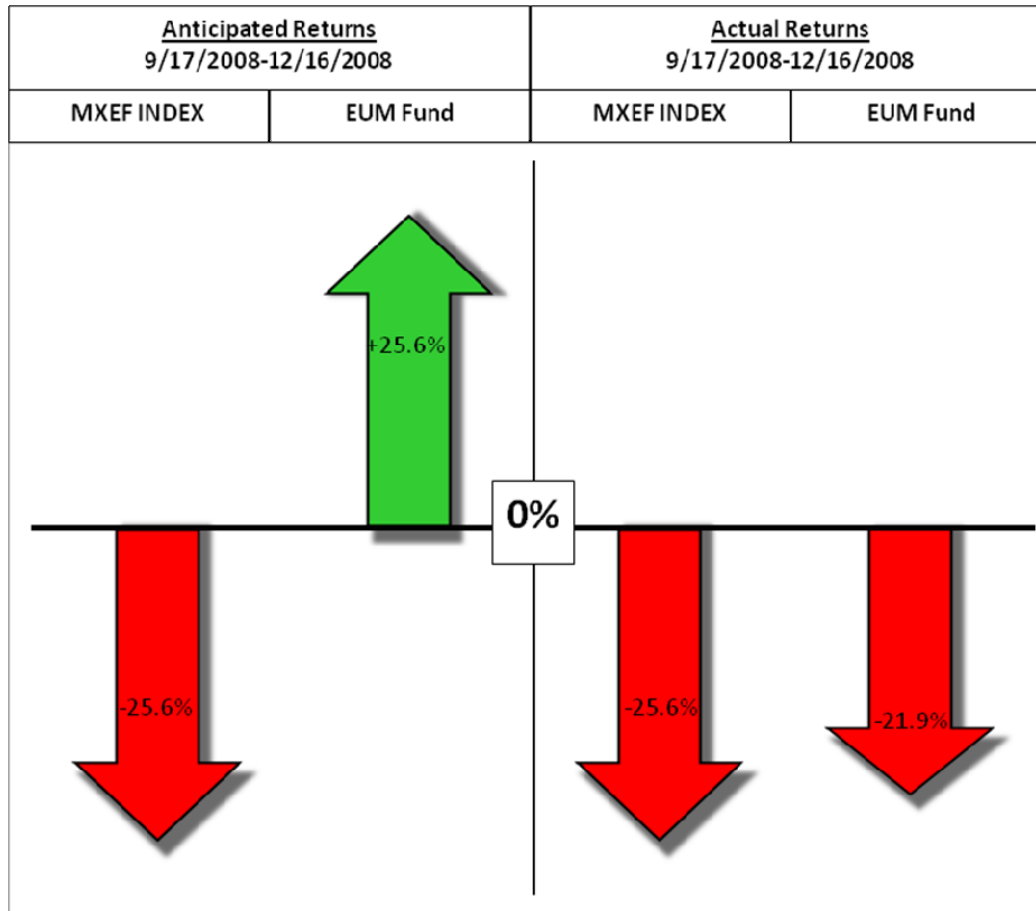 Anticipated Returns
9/17/2008-12/16/2008
Actual Returns
9/17/2008-12/16/2008
MXEF INDEX
EUM Fund
MXEF INDEX
EUM Fund
+25.6%
0%
-25.6%
-25.6%
-21.9%